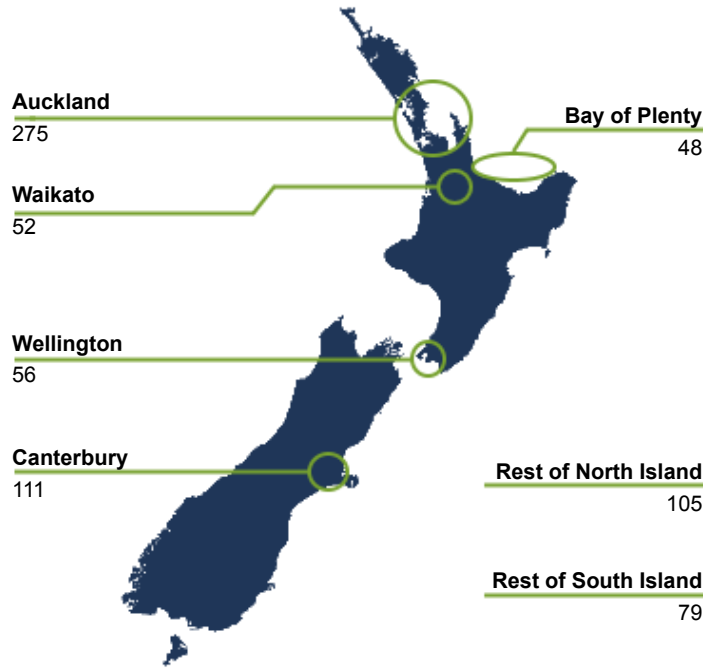 Auckland
275
Bay of Plenty
48
Waikato
52
Wellington
56
Canterbury
111
Rest of North Island
105
Rest of South Island
79